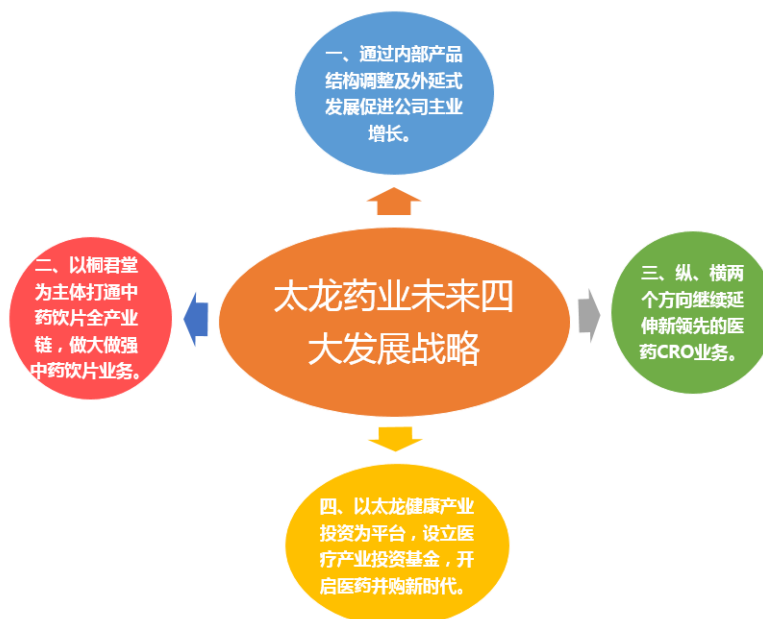 一、通过内部产品
结构调整及外延式
发展促进公司主业
增长。
二、以桐君堂
为主体打通中
药饮片全产业
链，做大做强
中药饮片业务。
太龙药业未来四
大发展战略
三、纵、横两
个方向继续延
伸新领先的医
药CRO业务。
四、以太龙健康产业
投资为平台，设立医
疗产业投资基金，开
启医药并购新时代。